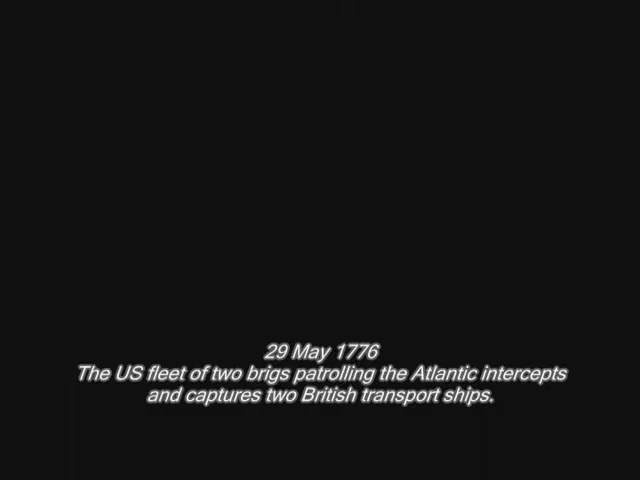 29 May 1776
The US fleet of two brigs patrolling the Atlantic intercepts
and captures two British transport ships.